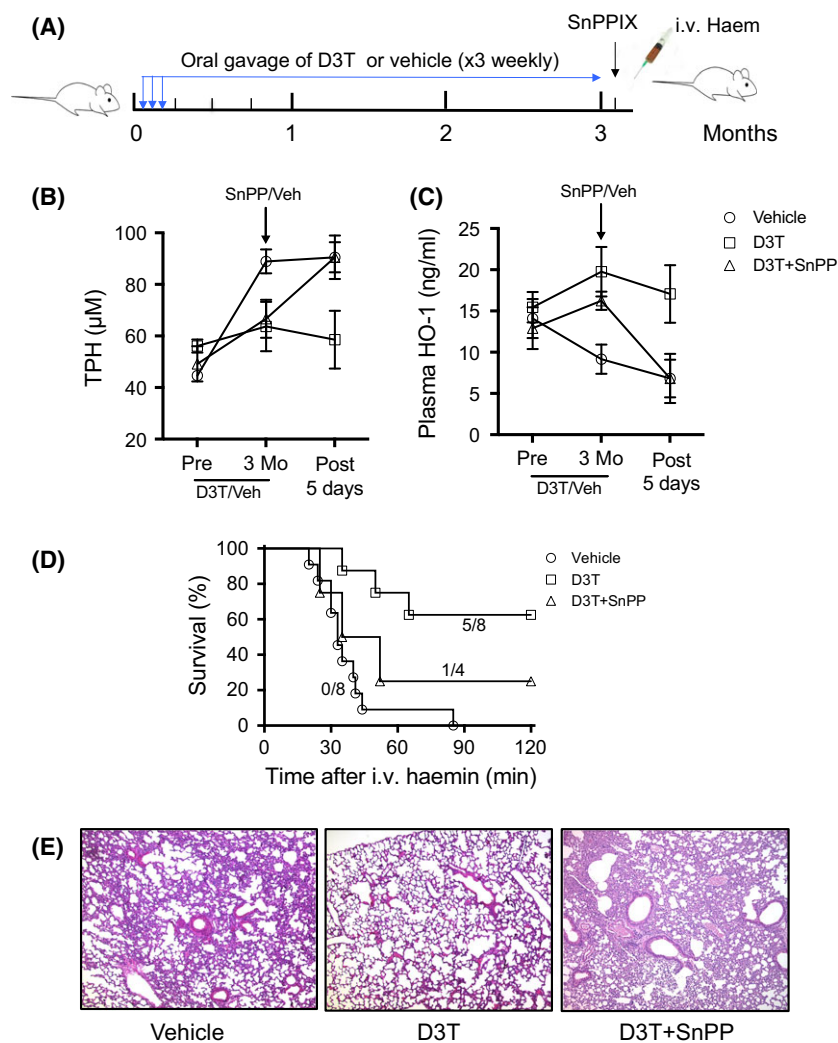 (A)
Oral gavage of D3T or vehicle (x3 weekly)
SnPPIX
i.v. Haem
0
1
2
3
Months
(B)
SnPP/Veh
TPH (µM)
100
80
60
40
20
Pre
3 Mo
Post
5 days
D3T/Veh
(C)
SnPP/Veh
Plasma HO-1 (ng/ml)
25
20
15
10
5
0
Pre
3 Mo
Post
5 days
D3T/Veh
Vehicle
D3T
D3T+SnPP
(D)
Survival (%)
100
80
60
40
20
0
5/8
1/4
0/8
0
30
60
90
120
Time after i.v. haemin (min)
Vehicle
D3T
D3T+SnPP
(E)
Vehicle
D3T
D3T+SnPP